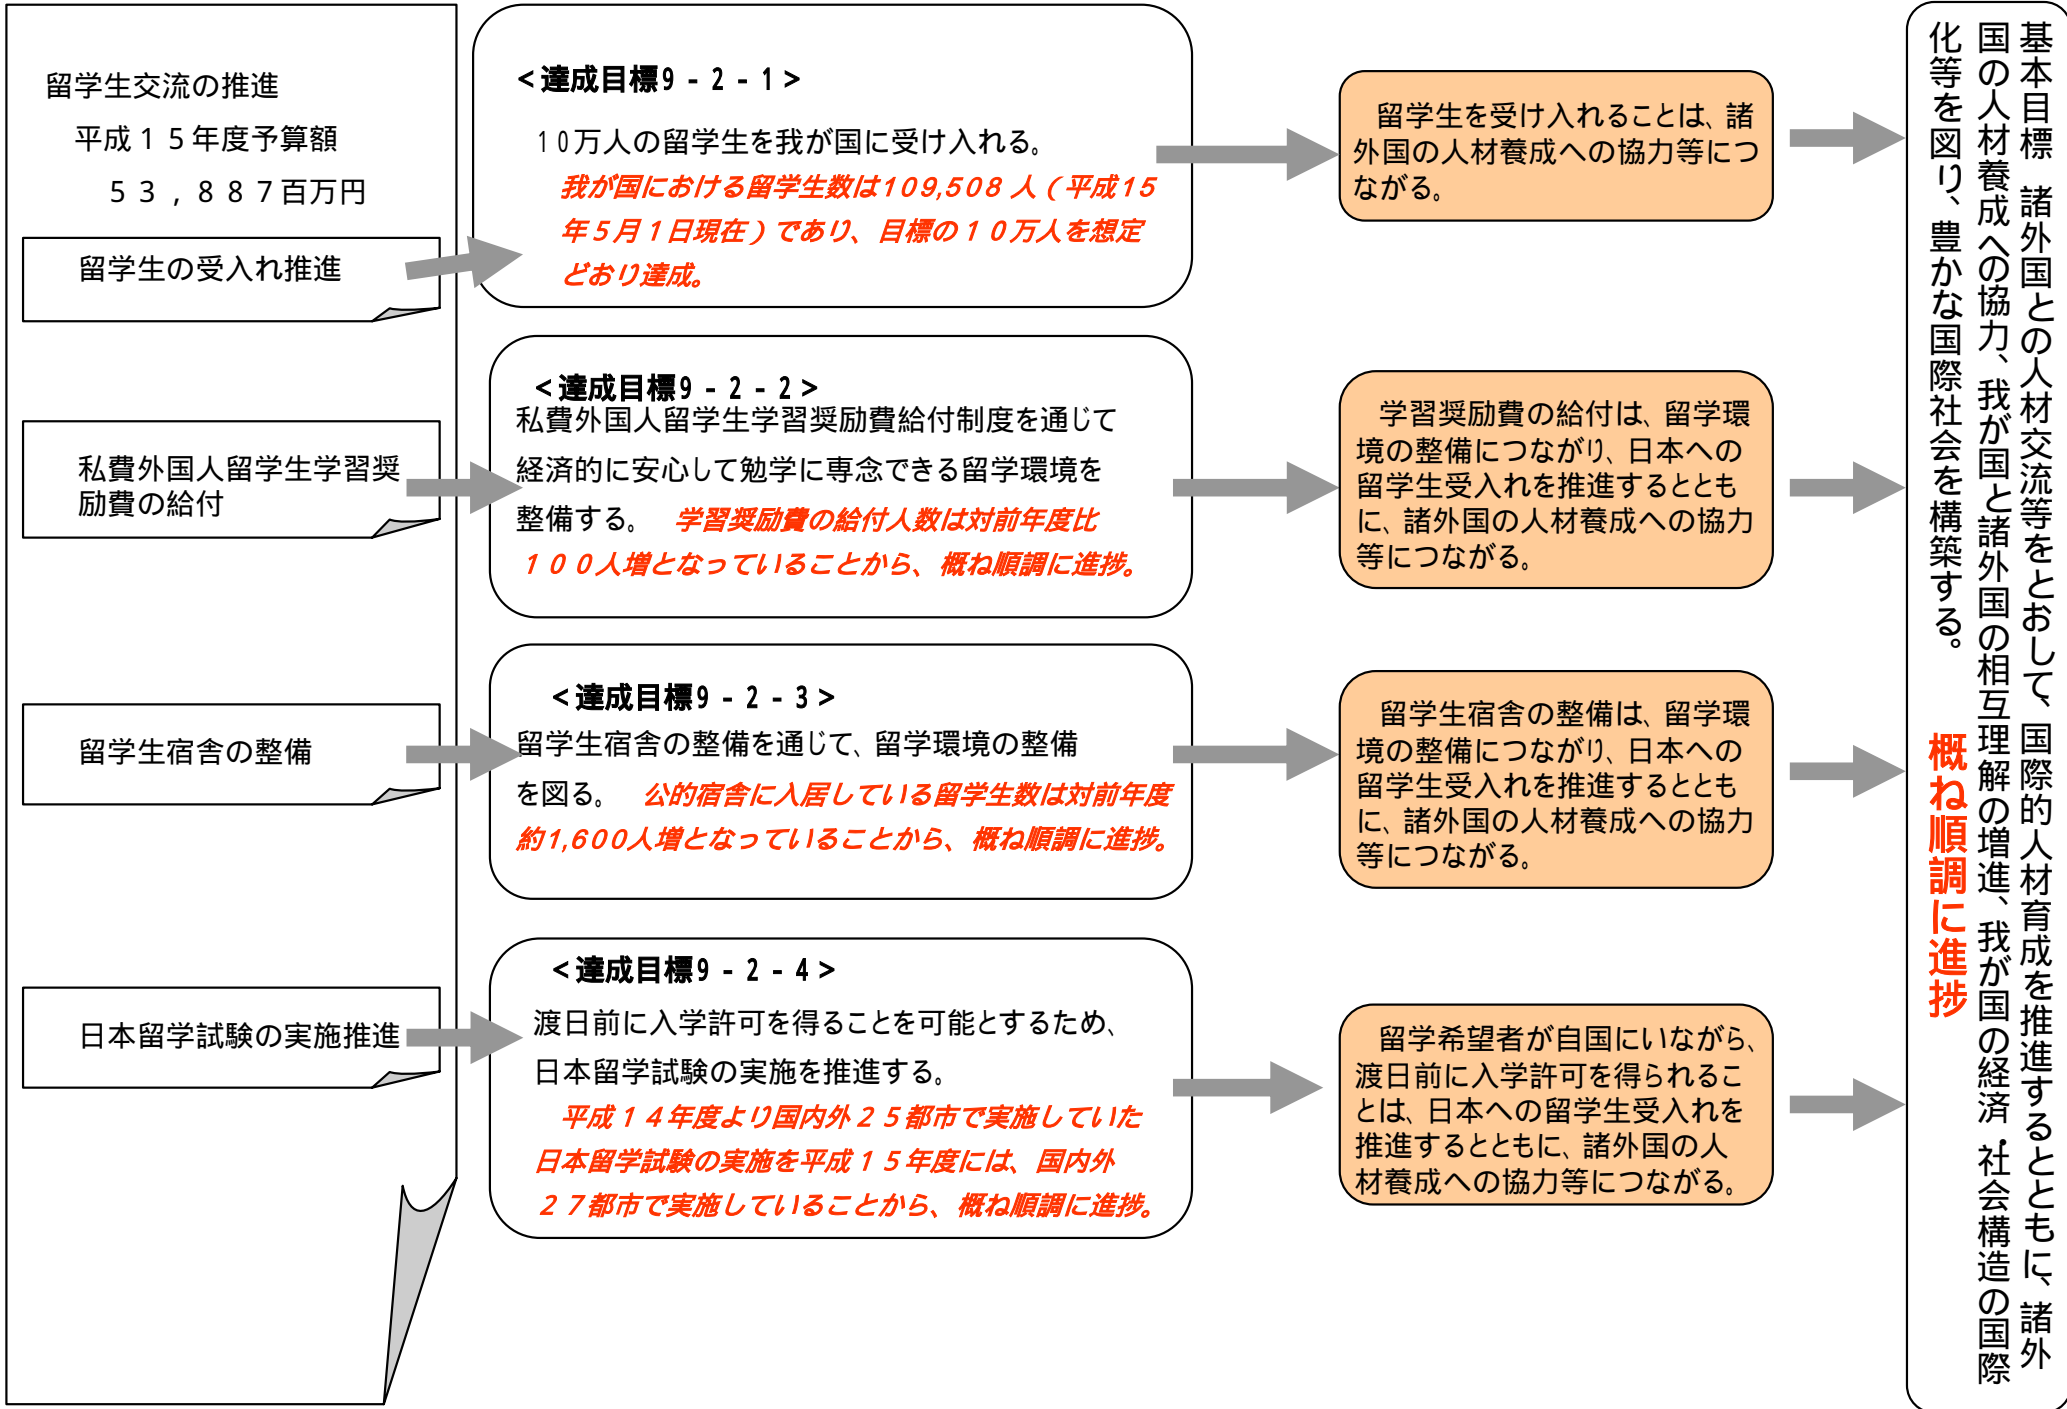 留学生交流の推進
平成15年度予算額
53,887百万円
留学生の受入れ推進
私費外国人留学生学習奨
励費の給付
留学生宿舎の整備
日本留学試験の実施推進
<達成目標9-2-1>
10万人の留学生を我が国に受け入れる。
我が国における留学生数は109,508人(平成15
年5月1日現在)であり、目標の10万人を想定
どおり達成。
<達成目標9-2-2>
私費外国人留学生学習奨励費給付制度を通じて
経済的に安心して勉学に専念できる留学環境を
整備する。 学習奨励費の給付人数は対前年度比
100人増となっていることから、概ね順調に進捗。
<達成目標9-2-3>
留学生宿舎の整備を通じて、留学環境の整備
を図る。 公的宿舎に入居している留学生数は対前年度
約1,600人増となっていることから、概ね順調に進捗。
<達成目標9-2-4>
渡日前に入学許可を得ることを可能とするため、
日本留学試験の実施を推進する。
平成14年度より国内外25都市で実施していた
日本留学試験の実施を平成15年度には、国内外
27都市で実施していることから、概ね順調に進捗。
留学生を受け入れることは、諸
外国の人材養成への協力等につ
ながる。
学習奨励費の給付は、留学環
境の整備につながり、日本への
留学生受入れを推進するととも
に、諸外国の人材養成への協力
等につながる。
留学生宿舎の整備は、留学環
境の整備につながり、日本への
留学生受入れを推進するととも
に、諸外国の人材養成への協力
等につながる。
留学希望者が自国にいながら、
渡日前に入学許可を得られるこ
とは、日本への留学生受入れを
推進するとともに、諸外国の人
材養成への協力等につながる。
基本目標 諸外国との人材交流等をとおして、国際的人材育成を推進するとともに、諸外
国の人材養成への協力、我が国と諸外国の相互理解の増進、我が国の経済・社会構造の国際
化等を図り、豊かな国際社会を構築する。 概ね順調に進捗